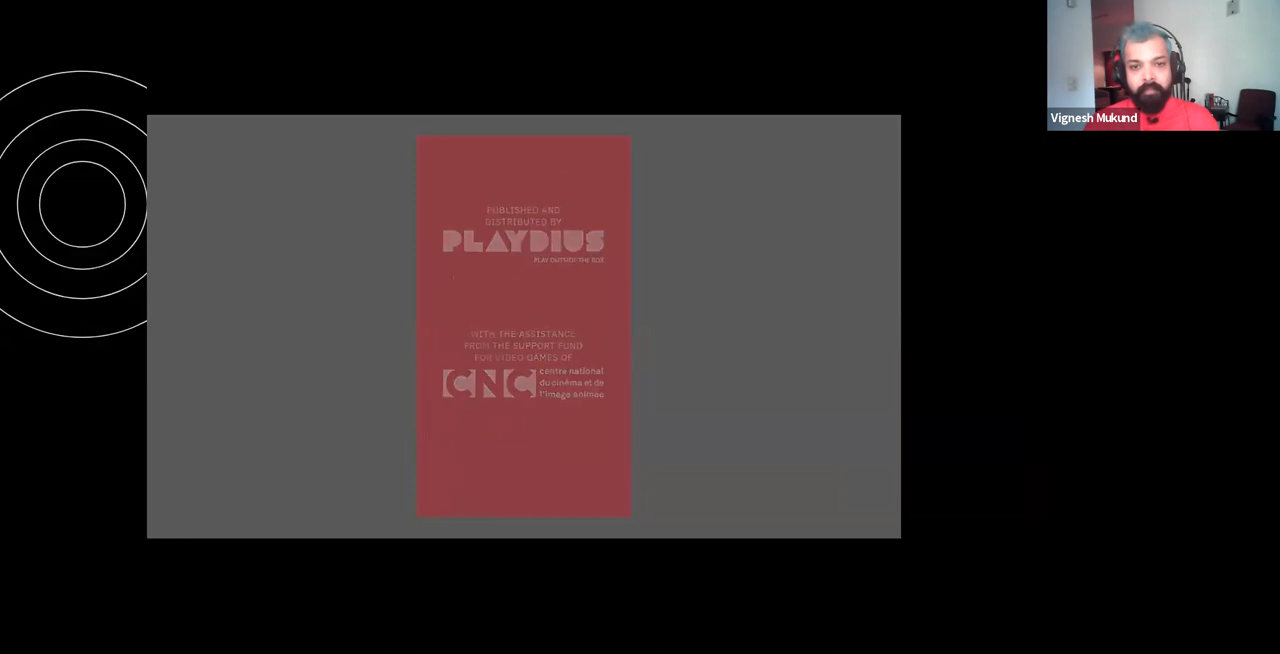 Vignesh Mukund
PUBLISHED AND
DISTRIBUTED BY
PLAYDIUS
PLAY OUTSIDE THE BOX
WITH THE ASSISTANCE
FROM THE SUPPORT FUND
FOR VIDEO GAMES OF
CNC centre national
du cinéma et de
l'image animée